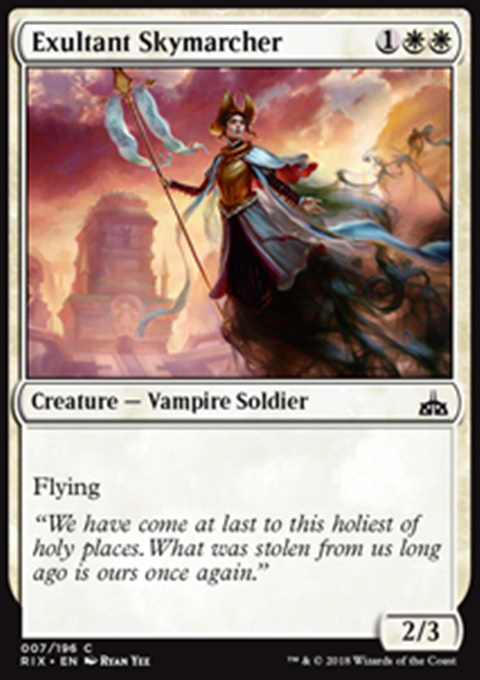 Exultant Skymarcher 1
Creature — Vampire Soldier
Flying
“We have come at last to this holiest of
holy places. What was stolen from us long
ago is ours once again.”
2/3
007/196 C
RIX • EN Ryan Yee
™ & © 2018 Wizards of the Coast